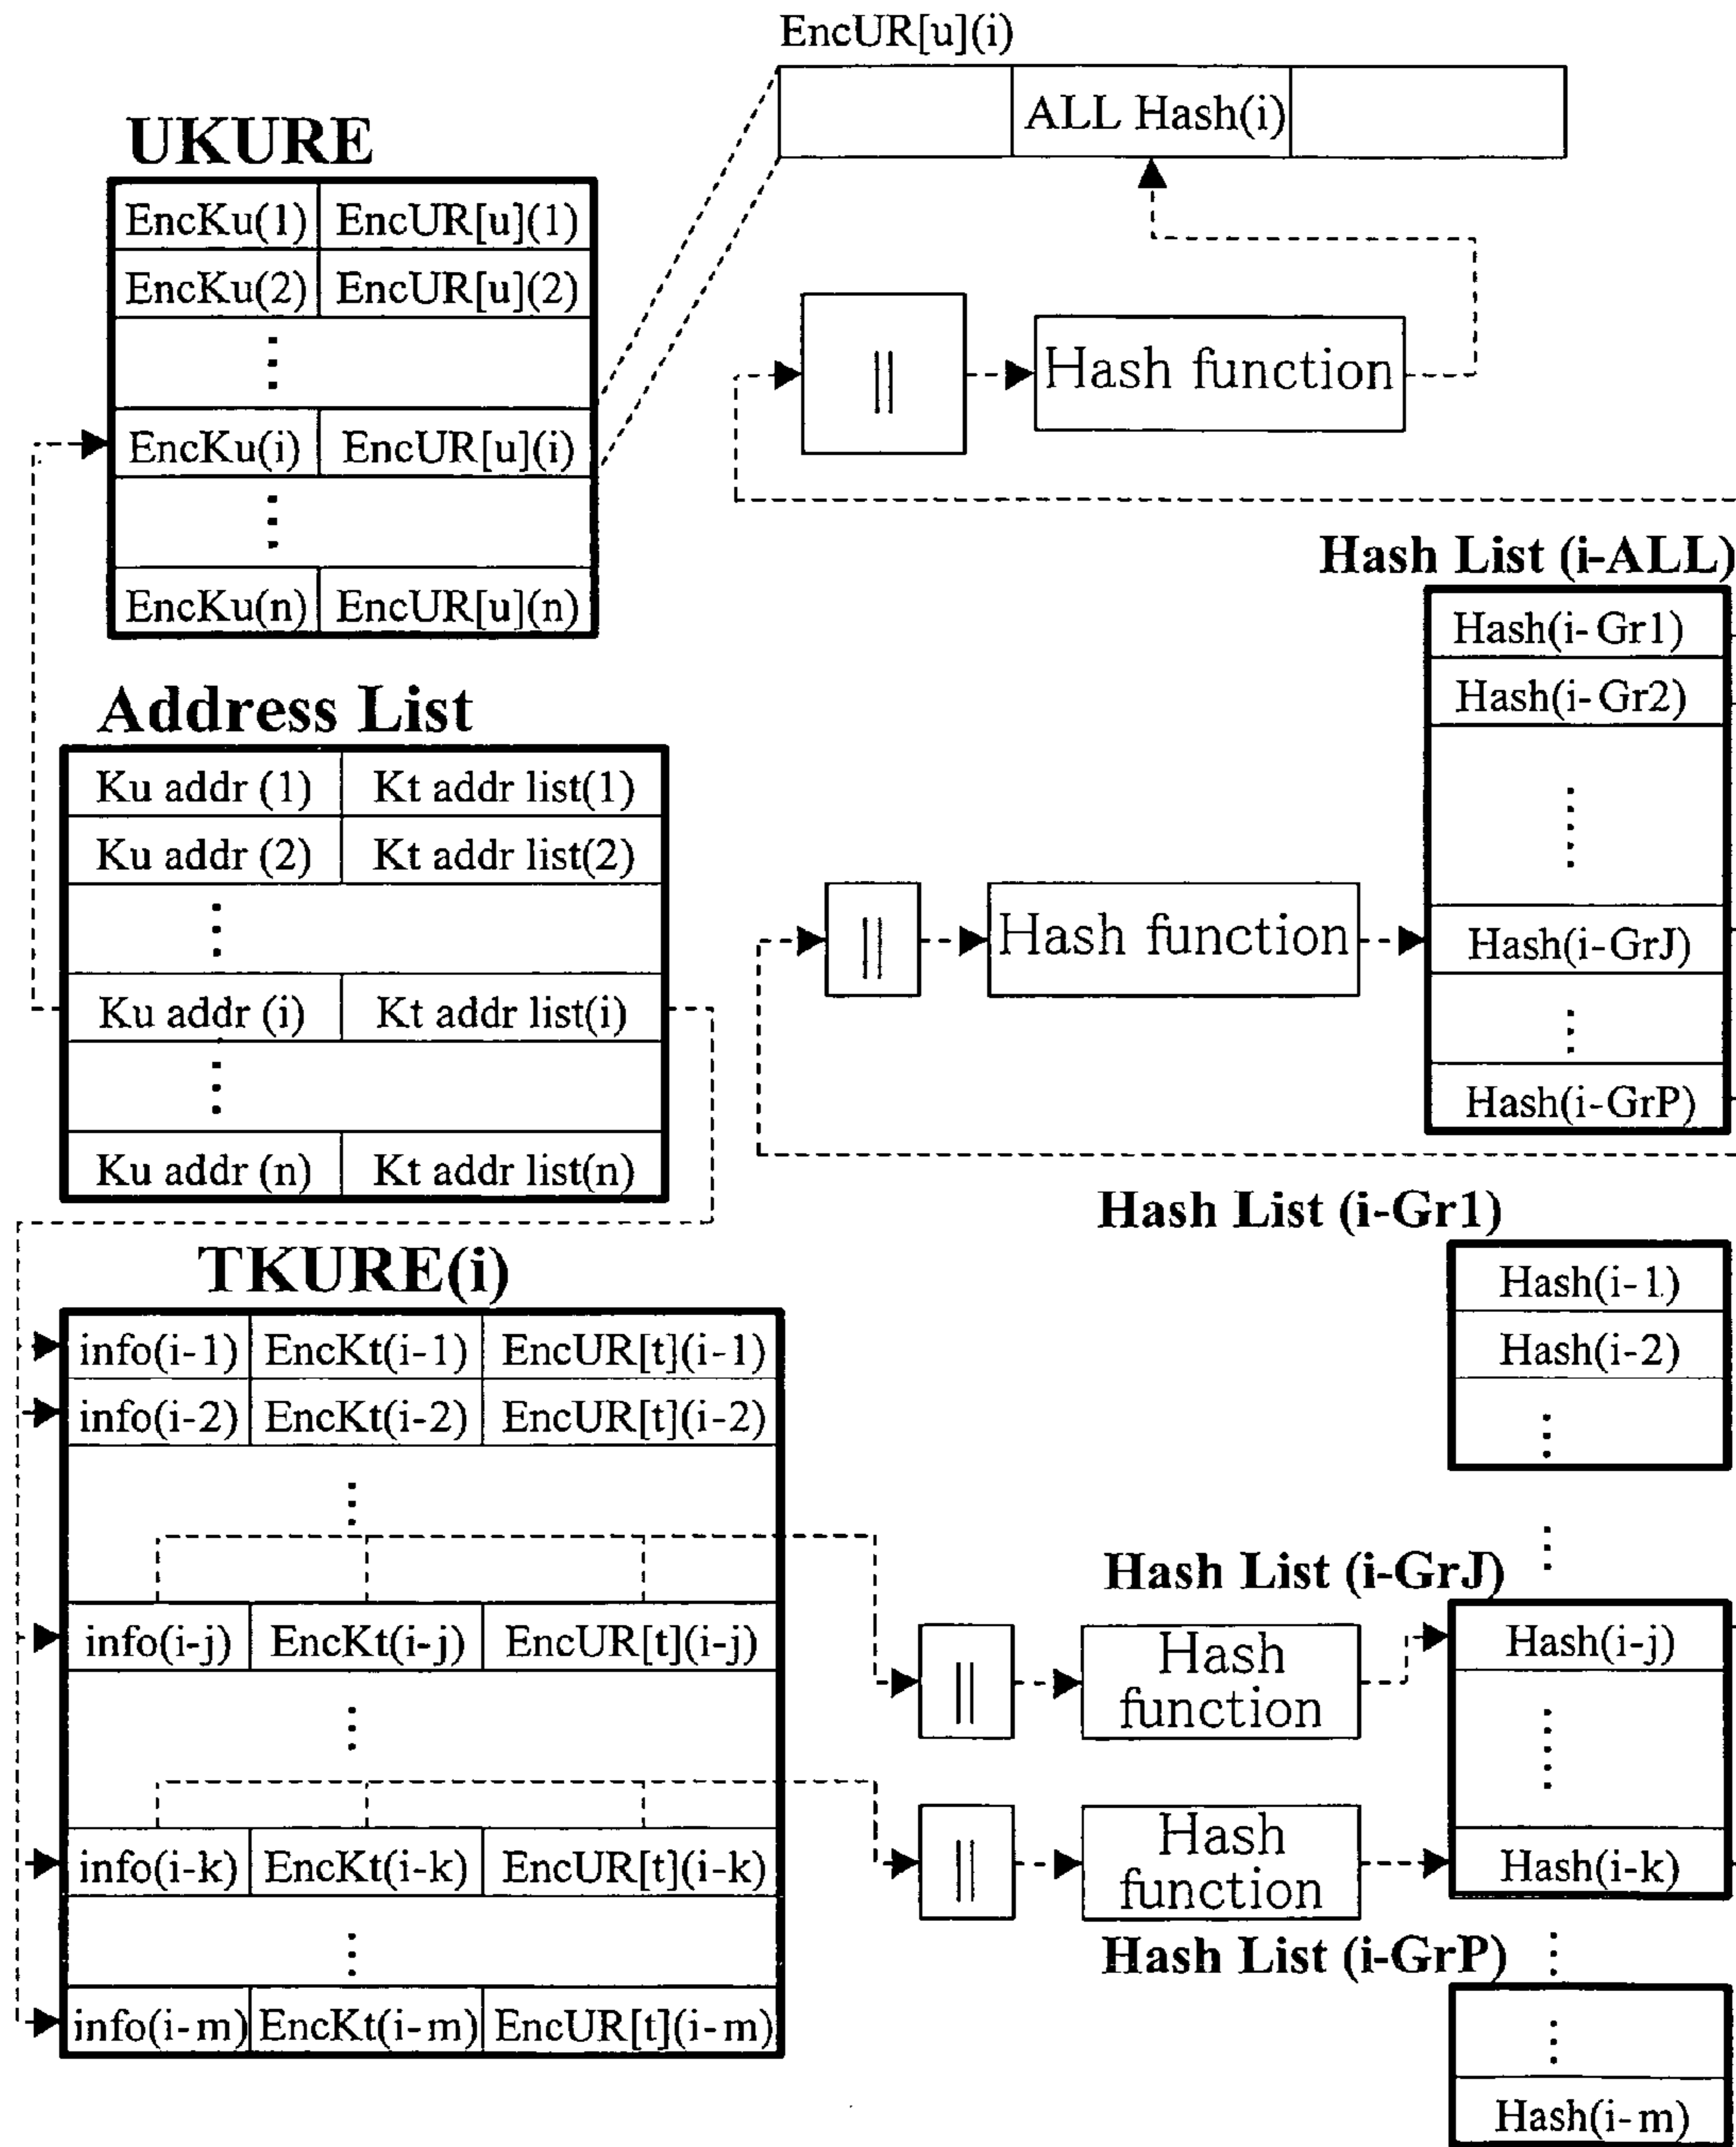 EncUR[u](i)
ALL Hash(i)
UKURE
EncKu(1) EncUR[u](1)
EncKu(2) EncUR[u](2)
⋮
EncKu(i) EncUR[u](i)
⋮
EncKu(n) EncUR[u](n)
|| Hash function
Hash List (i-ALL)
Hash(i-Gr1)
Hash(i-Gr2)
⋮
Hash(i-GrJ)
⋮
Hash(i-GrP)
|| Hash function
Address List
Ku addr (1) Kt addr list(1)
Ku addr (2) Kt addr list(2)
⋮
Ku addr (i) Kt addr list(i)
⋮
Ku addr (n) Kt addr list(n)
TKURE(i)
info(i-1) EncKt(i-1) EncUR[t](i-1)
info(i-2) EncKt(i-2) EncUR[t](i-2)
⋮
info(i-j) EncKt(i-j) EncUR[t](i-j)
⋮
info(i-k) EncKt(i-k) EncUR[t](i-k)
⋮
info(i-m) EncKt(i-m) EncUR[t](i-m)
Hash List (i-Gr1)
Hash(i-1)
Hash(i-2)
⋮
⋮
Hash List (i-GrJ)
|| Hash
function
Hash(i-j)
⋮
|| Hash
function
Hash(i-k)
⋮
Hash List (i-GrP)
⋮
Hash(i-m)